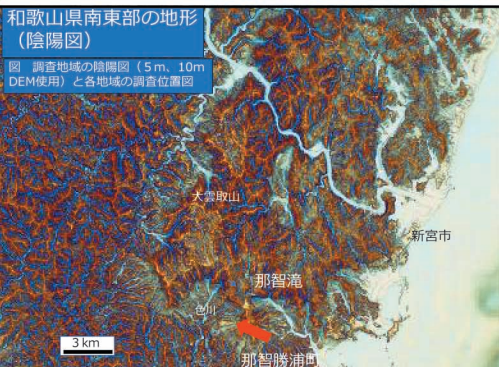 和歌山県南東部の地形
（陰陽図）
図　調査地域の陰陽図（５ｍ、10m
DEM使用）と各地域の調査位置図
大雲取山
新宮市
那智滝
色川
3 km
那智勝浦町